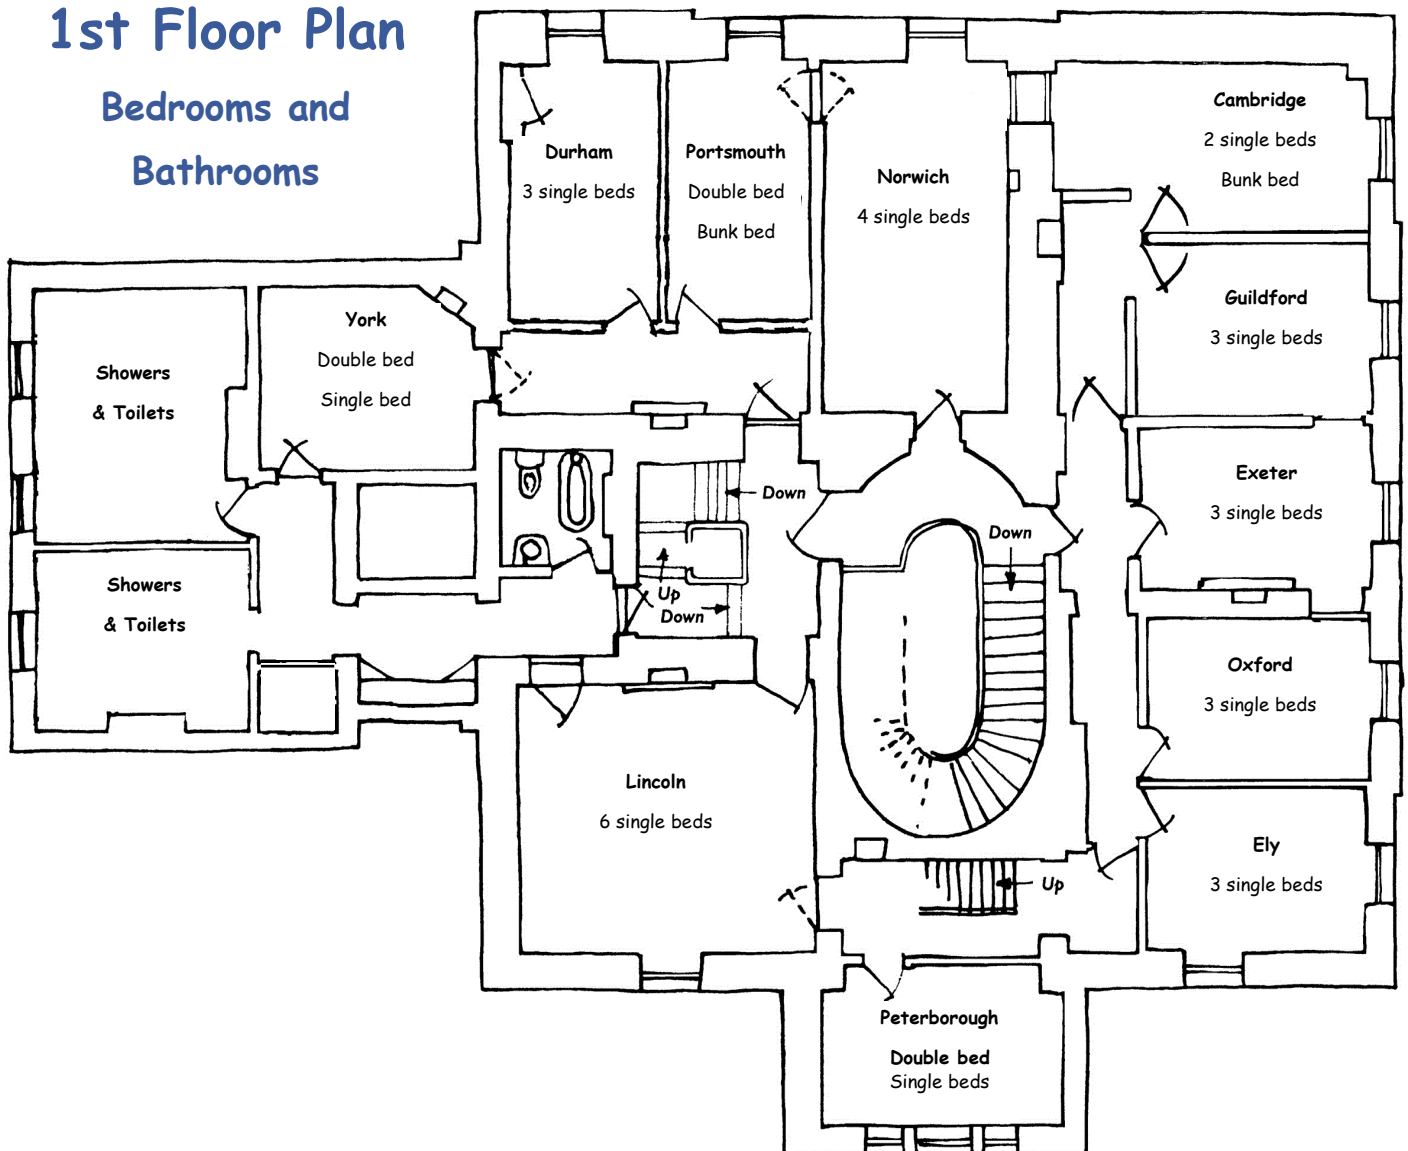 1st Floor Plan
Bedrooms and
Bathrooms
Durham
3 single beds
Portsmouth
Double bed
Bunk bed
Norwich
4 single beds
Cambridge
2 single beds
Bunk bed
Guildford
3 single beds
York
Double bed
Single bed
Showers
& Toilets
Exeter
3 single beds
Down
Down
Up
Down
Showers
& Toilets
Oxford
3 single beds
Lincoln
6 single beds
Ely
3 single beds
Up
Peterborough
Double bed
Single beds